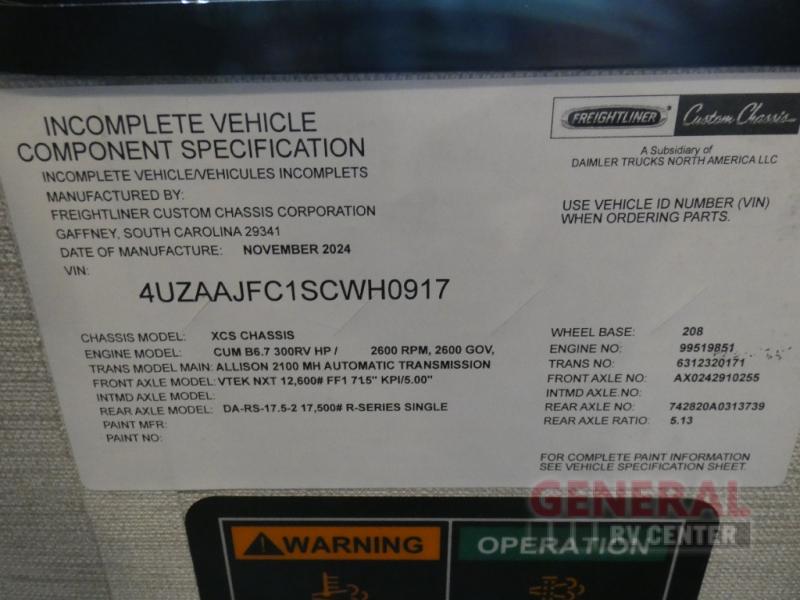 INCOMPLETE VEHICLE
COMPONENT SPECIFICATION
INCOMPLETE VEHICLE/VEHICULES INCOMPLETS
MANUFACTURED BY:
FREIGHTLINER CUSTOM CHASSIS CORPORATION
GAFFNEY, SOUTH CAROLINA 29341
DATE OF MANUFACTURE: NOVEMBER 2024
VIN:
4UZAAJFC1SCWH0917
FREIGHTLINER Custom Chassis
A Subsidiary of
DAIMLER TRUCKS NORTH AMERICA LLC
USE VEHICLE ID NUMBER (VIN)
WHEN ORDERING PARTS.
CHASSIS MODEL: XCS CHASSIS
ENGINE MODEL: CUM B6.7 300RV HP / 2600 RPM, 2600 GOV,
TRANS MODEL MAIN: ALLISON 2100 MH AUTOMATIC TRANSMISSION
FRONT AXLE MODEL: VTEK NXT 12,600# FF1 71.5" KPI/5.00"
INTMD AXLE MODEL:
REAR AXLE MODEL: DA-RS-17.5-2 17,500# R-SERIES SINGLE
PAINT MFR:
PAINT NO:
WHEEL BASE: 208
ENGINE NO: 99519851
TRANS NO: 6312320171
FRONT AXLE NO: AX0242910255
INTMD AXLE NO:
REAR AXLE NO: 742820A0313739
REAR AXLE RATIO: 5.13
FOR COMPLETE PAINT INFORMATION
SEE VEHICLE SPECIFICATION SHEET.
GENERAL
RV CENTER
WARNING
OPERATION